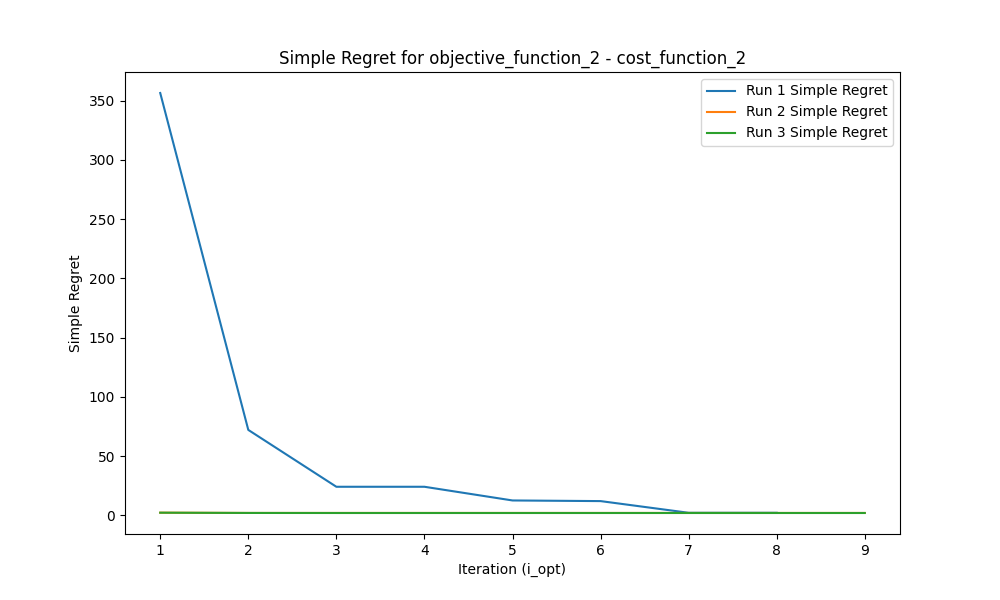 Simple Regret for objective_function_2 - cost_function_2
Run 1 Simple Regret
Run 2 Simple Regret
Run 3 Simple Regret
Simple Regret
350
300
250
200
150
100
50
0
1 2 3 4 5 6 7 8 9
Iteration (i_opt)